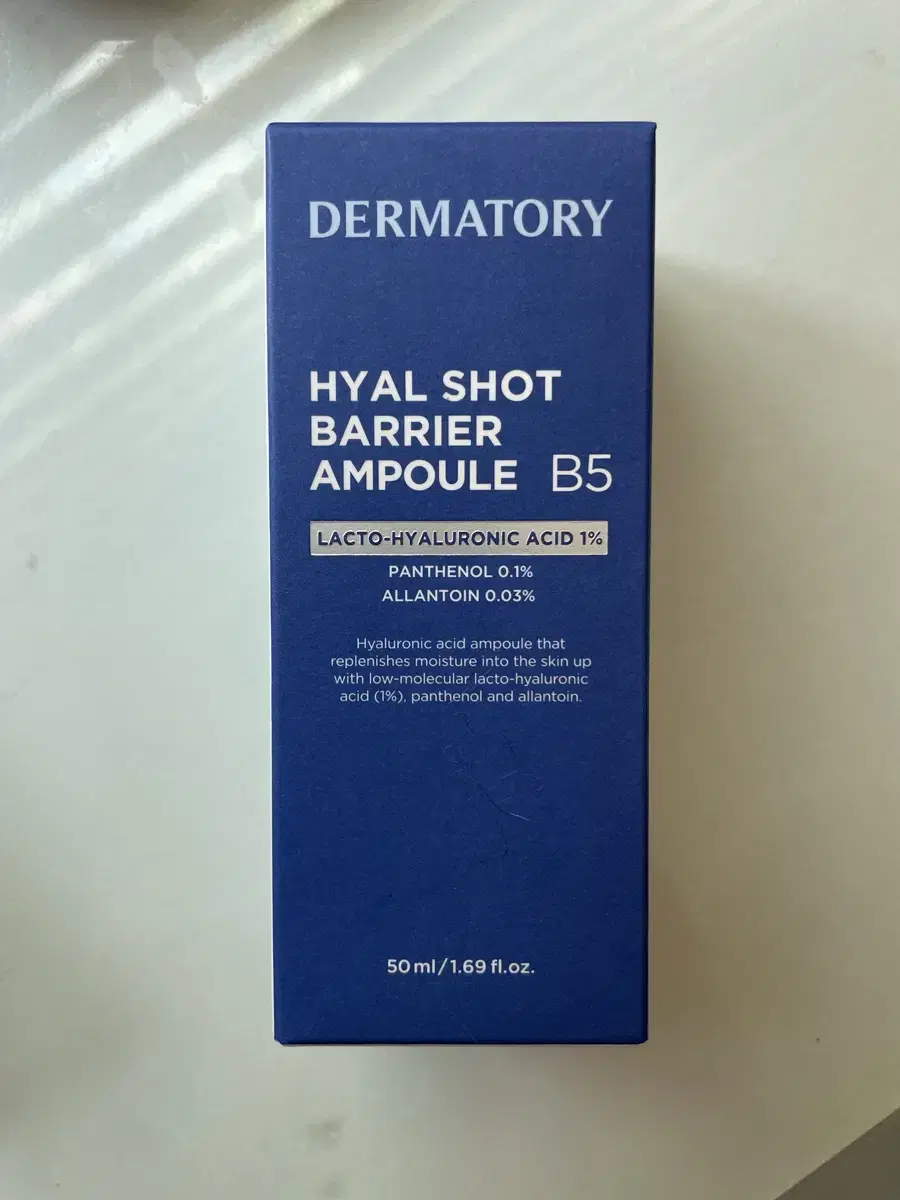 DERMATORY
HYAL SHOT
BARRIER
AMPOULE B5
LACTO-HYALURONIC ACID 1%
PANTHENOL 0.1%
ALLANTOIN 0.03%
Hyaluronic acid ampoule that
replenishes moisture into the skin up
with low-molecular lacto-hyaluronic
acid (1%), panthenol and allantoin.
50 ml/1.69 fl.oz.